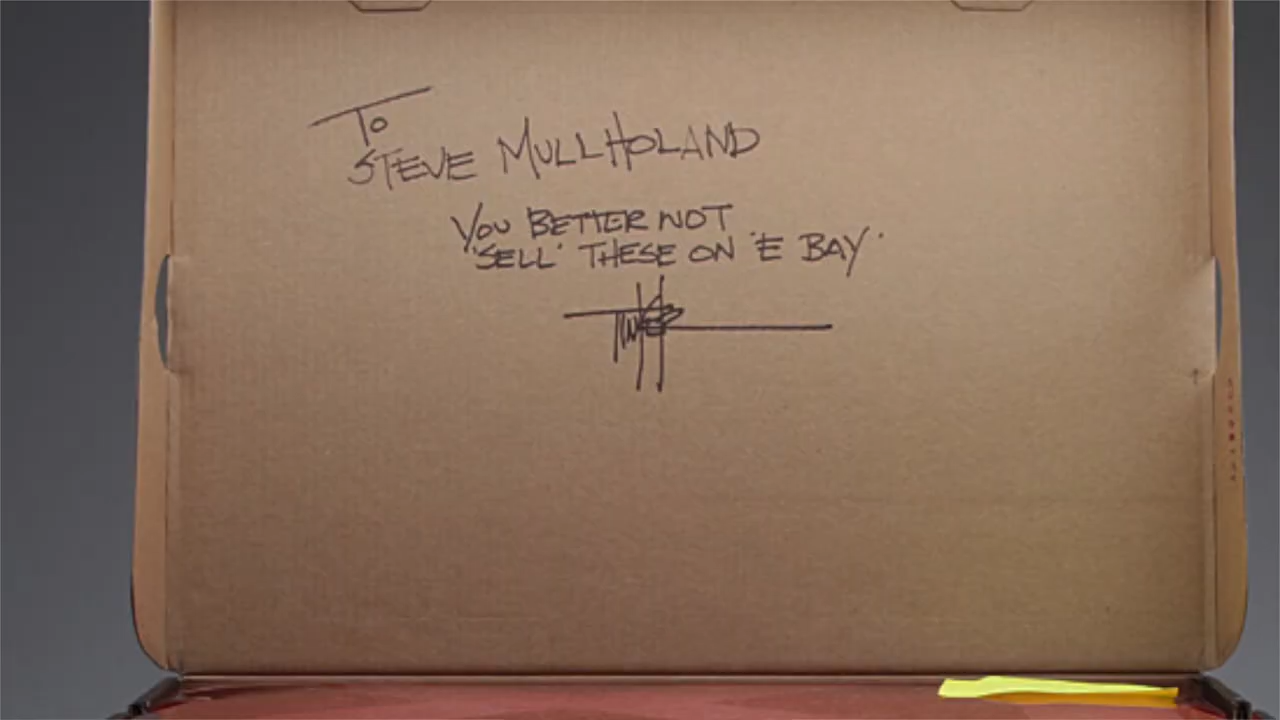 To
STEVE MULLHOLAND
YOU BETTER NOT
'SELL' THESE ON 'E BAY'